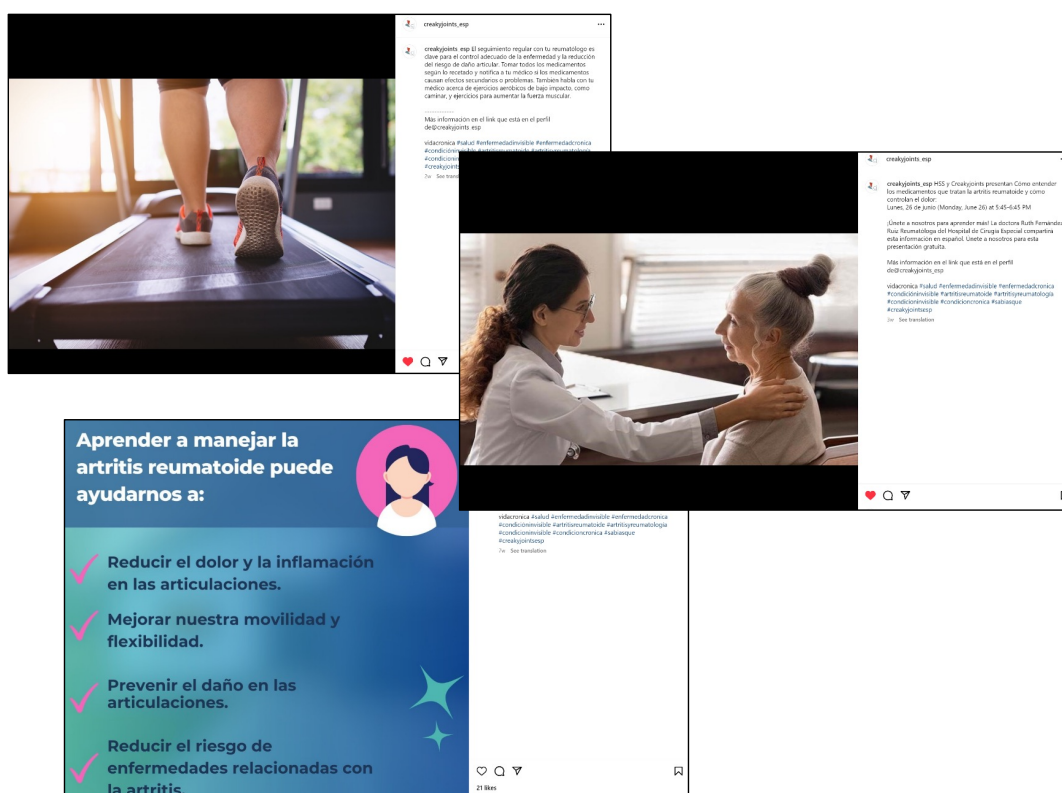 creakyjoints_esp
creakyjoints_esp El seguimiento regular con tu reumatólogo es
clave para el control adecuado de la enfermedad y la reducción
del riesgo de daño articular. Tomar todos los medicamentos
según lo recetado y notifica a tu médico si los medicamentos
causan efectos secundarios o problemas. También habla con tu
médico acerca de ejercicios aeróbicos de bajo impacto, como
caminar, y ejercicios para aumentar la fuerza muscular.
Más información en el link que está en el perfil
de@creakyjoints_esp
vidacronica #salud #enfermedadinvisible #enfermedadcronica
7w See
creakyjoints_esp
creakyjoints_esp HSS y Creakyjoints presentan Cómo entender
los medicamentos que tratan la artritis reumatoide y cómo
controlan el dolor:
Lunes, 26 de junio (Monday, June 26) at 5:45-6:45 PM
¡Únete a nosotros para aprender más! La doctora Ruth Fernandez
Ruiz Reumatóloga del Hospital de Cirugía Especial compartira
esta información en español. Únete a nosotros para esta
presentación gratuita.
Más información en el link que está en el perfil
de@creakyjoints_esp
vidacronica #salud #enfermedadinvisible #enfermedadcronica
#condicióninvisible #artritisreumatoide #artritisyreumatología
#condicioninvisible #condicioncronica #sabiasque
#creakyjointsesp
See translation
Aprender a manejar la
artritis reumatoide puede
ayudarnos a:
Reducir el dolor y la inflamación
en las articulaciones.
Mejorar nuestra movilidad y
flexibilidad.
Prevenir el daño en las
articulaciones.
Reducir el riesgo de
enfermedades relacionadas con
la artritis.
vidacronica #salud #enfermedadinvisible #enfermedadcronica
#condicióninvisible #artritisreumatoide #artritisyreumatologia
#condicioninvisible #condicioncronica #sabiasque
#creakyjointsesp
7w See translation
21 likes